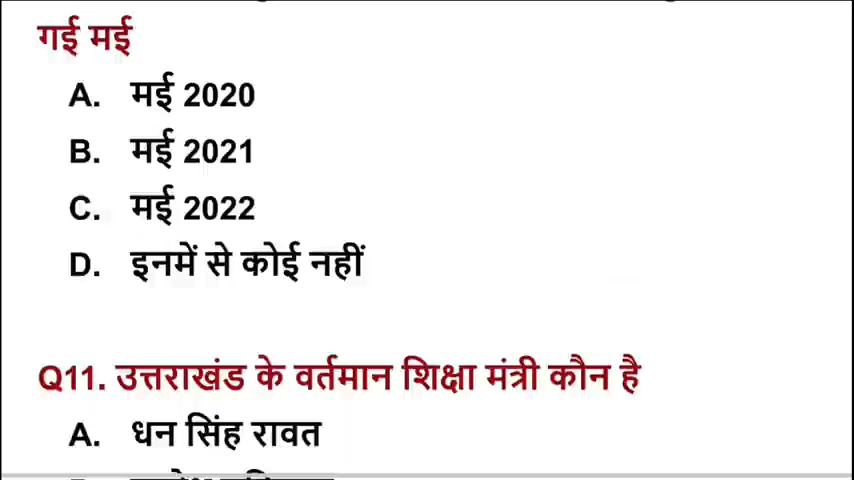 गई मई
A. मई 2020
B. मई 2021
C. मई 2022
D. इनमें से कोई नहीं
Q11. उत्तराखंड के वर्तमान शिक्षा मंत्री कौन है
A. धन सिंह रावत